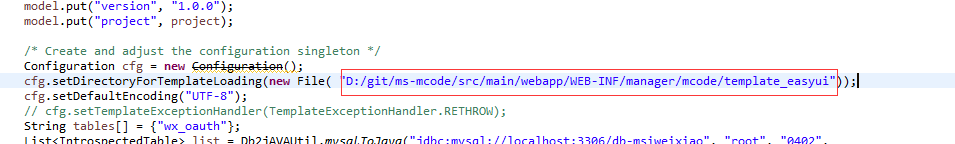 model.put("version", "1.0.0");
model.put("project", project);
/* Create and adjust the configuration singleton */
Configuration cfg = new Configuration();
cfg.setDirectoryForTemplateLoading(new File( "D:/git/ms-mcode/src/main/webapp/WEB-INF/manager/mcode/template_easyui"));
cfg.setDefaultEncoding("UTF-8");
// cfg.setTemplateExceptionHandler(TemplateExceptionHandler.RETHROW);
String tables[] = {"wx_oauth"};
List<IntrospectedTable> list = Db2jAVAUtil.mysqlToJava("jdbc:mysql://localhost:3306/db-msiweixiao", "root", "0402",